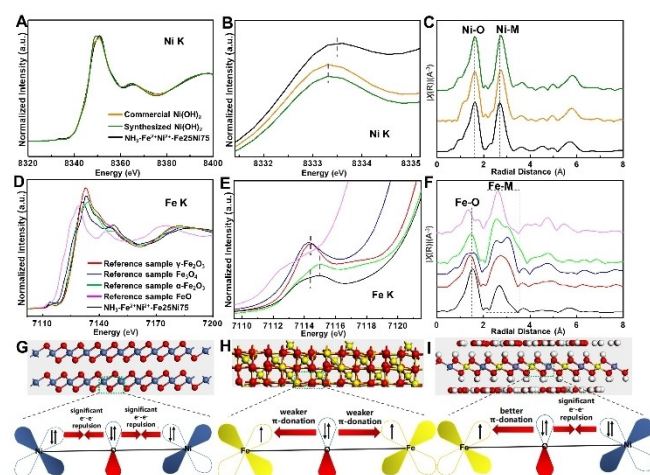 A
Ni K
Normalized Intensity (a.u.)
Commercial Ni(OH)₂
Synthesized Ni(OH)₂
NH₃-Fe²⁺Ni²⁺-Fe25Ni75
8320 8340 8360 8380 8400
Energy (eV)
B
Ni K
Normalized Intensity (a.u.)
8332 8333 8334 8335
Energy (eV)
C
Ni-O Ni-M
|X(R)|(A⁻³)
0 2 4 6 8
Radial Distance (Å)
D
Fe K
Normalized Intensity (a.u.)
Reference sample γ-Fe₂O₃
Reference sample Fe₃O₄
Reference sample α-Fe₂O₃
Reference sample FeO
NH₃-Fe²⁺Ni²⁺-Fe25Ni75
7110 7140 7170 7200
Energy (eV)
E
Fe K
Normalized Intensity (a.u.)
7110 7112 7114 7116 7118 7120
Energy (eV)
F
Fe-O Fe-M
|X(R)|(A⁻³)
0 2 4 6 8
Radial Distance (Å)
G
significant
e⁻-e⁻
repulsion
significant
e⁻-e⁻
repulsion
Ni O Ni
H
weaker
π-donation
weaker
π-donation
Fe O Fe
I
better
π-donation
significant
e⁻-e⁻
repulsion
Fe O Ni